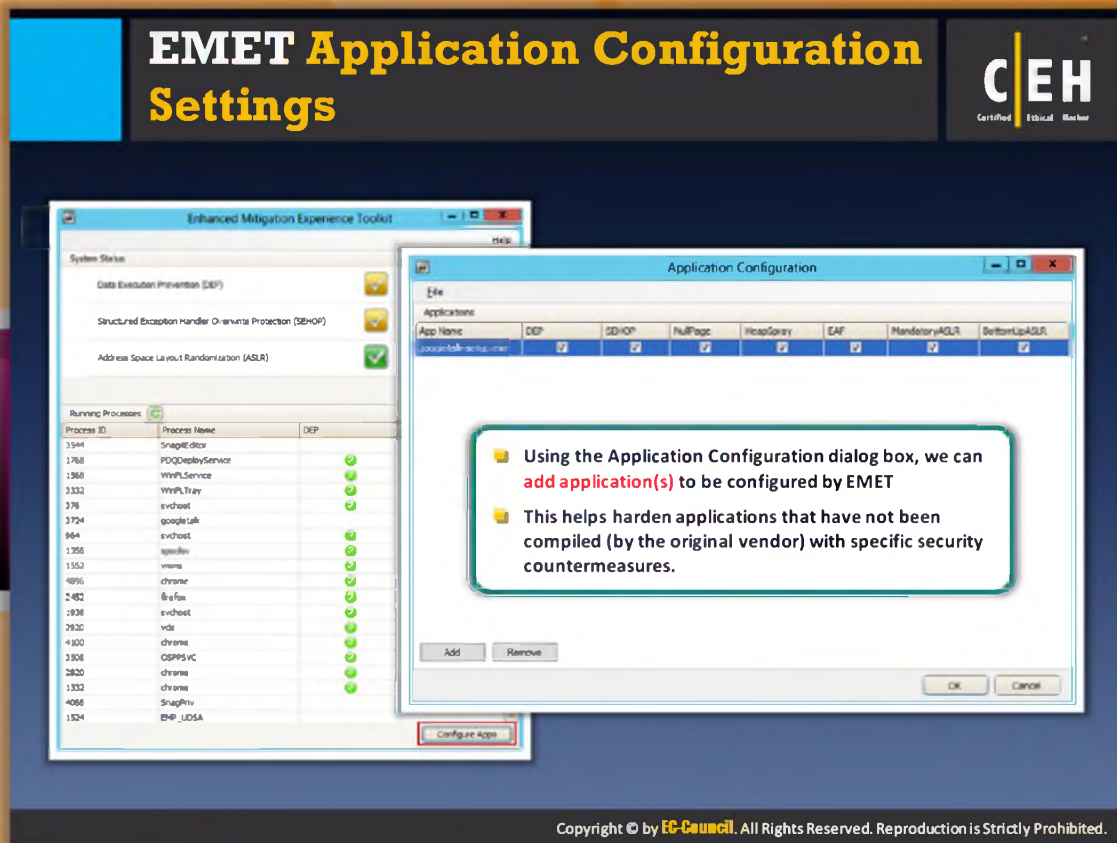 EMET Application Configuration
Settings
C EH
Certified Ethical Hacker
Enhanced Mitigation Experience Toolkit
Help
System Status
Data Execution Prevention (DEP)
Structured Exception Handler Overwrite Protection (SEHOP)
Address Space Layout Randomization (ASLR)
Running Processes
Process ID Process Name DEP
3544 SnagitEditor
1768 PDQDeployService
1968 WinPLService
3332 WinPLTray
376 svchost
3724 googletalk
964 svchost
1356
1552
4896 chrome
2452 firefox
1936 svchost
2920 vds
4100 chrome
3508 OSPPSVC
2820 chrome
1332 chrome
4088 SnagPriv
1524 EMP_UDSA
Configure Apps
Application Configuration
File
Applications
App Name DEP SEHOP NullPage HeapSpray EAF MandatoryASLR BottomUpASLR
googletalk-setup.exe
Using the Application Configuration dialog box, we can
add application(s) to be configured by EMET
This helps harden applications that have not been
compiled (by the original vendor) with specific security
countermeasures.
Add Remove
OK Cancel
Copyright © by EC-Council. All Rights Reserved. Reproduction is Strictly Prohibited.